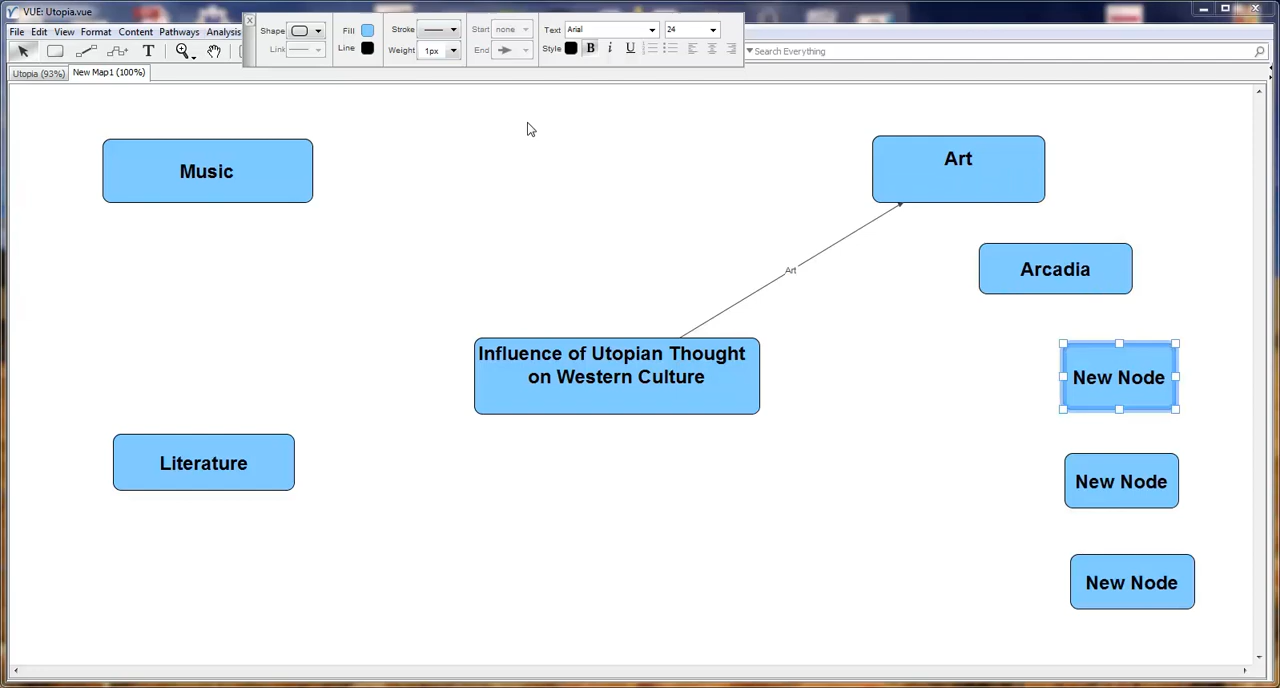 VUE: Utopia.vue
File Edit View Format Content Pathways Analysis
Shape:
Link:
Fill
Line
Stroke
Weight 1px
Start none
End
Text Arial 24
Style B i U
T
Search Everything
Utopia (93%) New Map1 (100%)
Music
Art
Arcadia
Art
Influence of Utopian Thought
on Western Culture
New Node
Literature
New Node
New Node